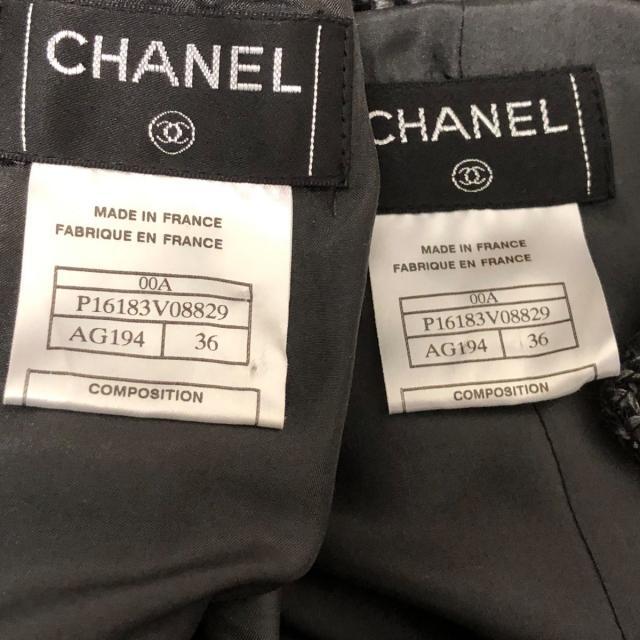 CHANEL
MADE IN FRANCE
FABRIQUE EN FRANCE
00A
P16183V08829
AG194 36
COMPOSITION
CHANEL
MADE IN FRANCE
FABRIQUE EN FRANCE
00A
P16183V08829
AG194 36
COMPOSITION